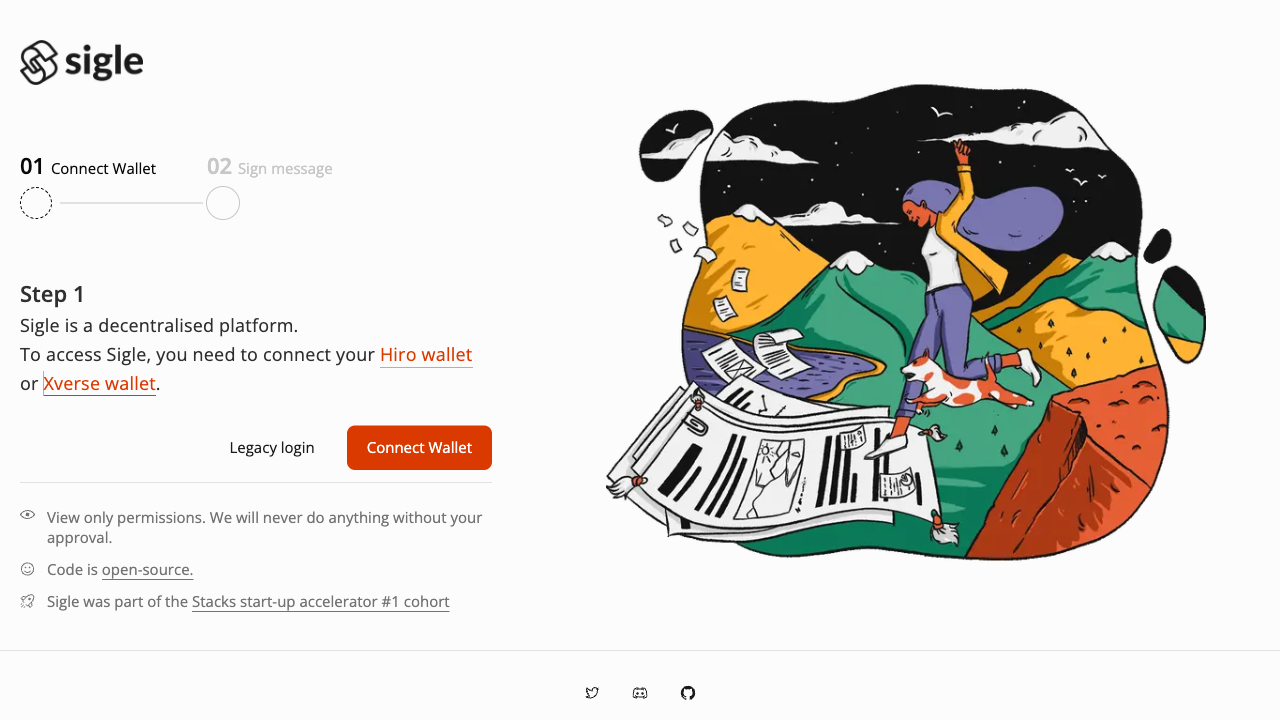 sigle
01 Connect Wallet
02 Sign message
Step 1
Sigle is a decentralised platform.
To access Sigle, you need to connect your Hiro wallet
or Xverse wallet.
Legacy login
Connect Wallet
View only permissions. We will never do anything without your
approval.
Code is open-source.
Sigle was part of the Stacks start-up accelerator #1 cohort